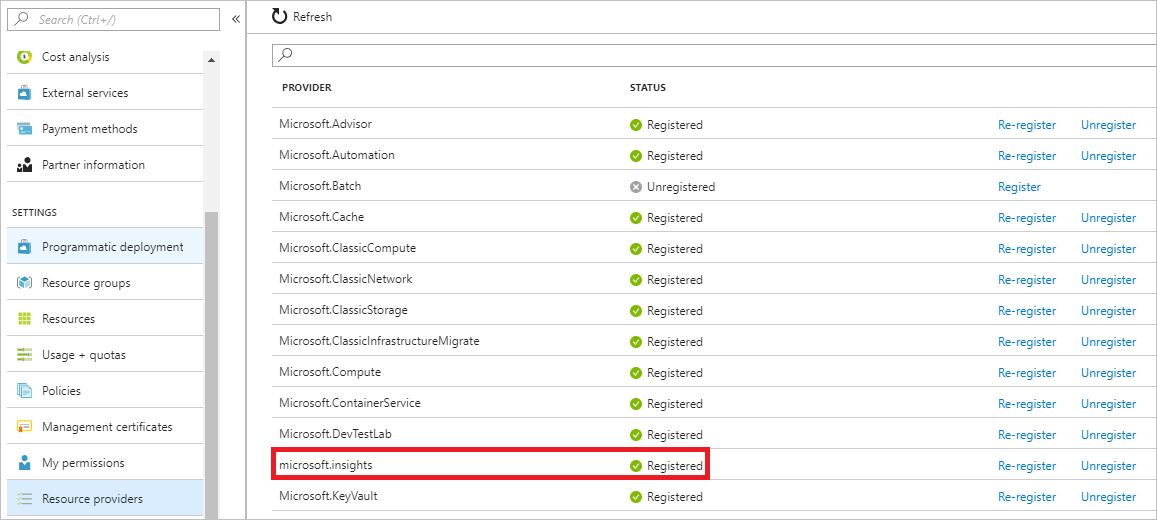 Search (Ctrl+/)
«
Cost analysis
External services
Payment methods
Partner information
SETTINGS
Programmatic deployment
Resource groups
Resources
Usage + quotas
Policies
Management certificates
My permissions
Resource providers
Refresh
PROVIDER STATUS
Microsoft.Advisor Registered Re-register Unregister
Microsoft.Automation Registered Re-register Unregister
Microsoft.Batch Unregistered Register
Microsoft.Cache Registered Re-register Unregister
Microsoft.ClassicCompute Registered Re-register Unregister
Microsoft.ClassicNetwork Registered Re-register Unregister
Microsoft.ClassicStorage Registered Re-register Unregister
Microsoft.ClassicInfrastructureMigrate Registered Re-register Unregister
Microsoft.Compute Registered Re-register Unregister
Microsoft.ContainerService Registered Re-register Unregister
Microsoft.DevTestLab Registered Re-register Unregister
microsoft.insights Registered Re-register Unregister
Microsoft.KeyVault Registered Re-register Unregister